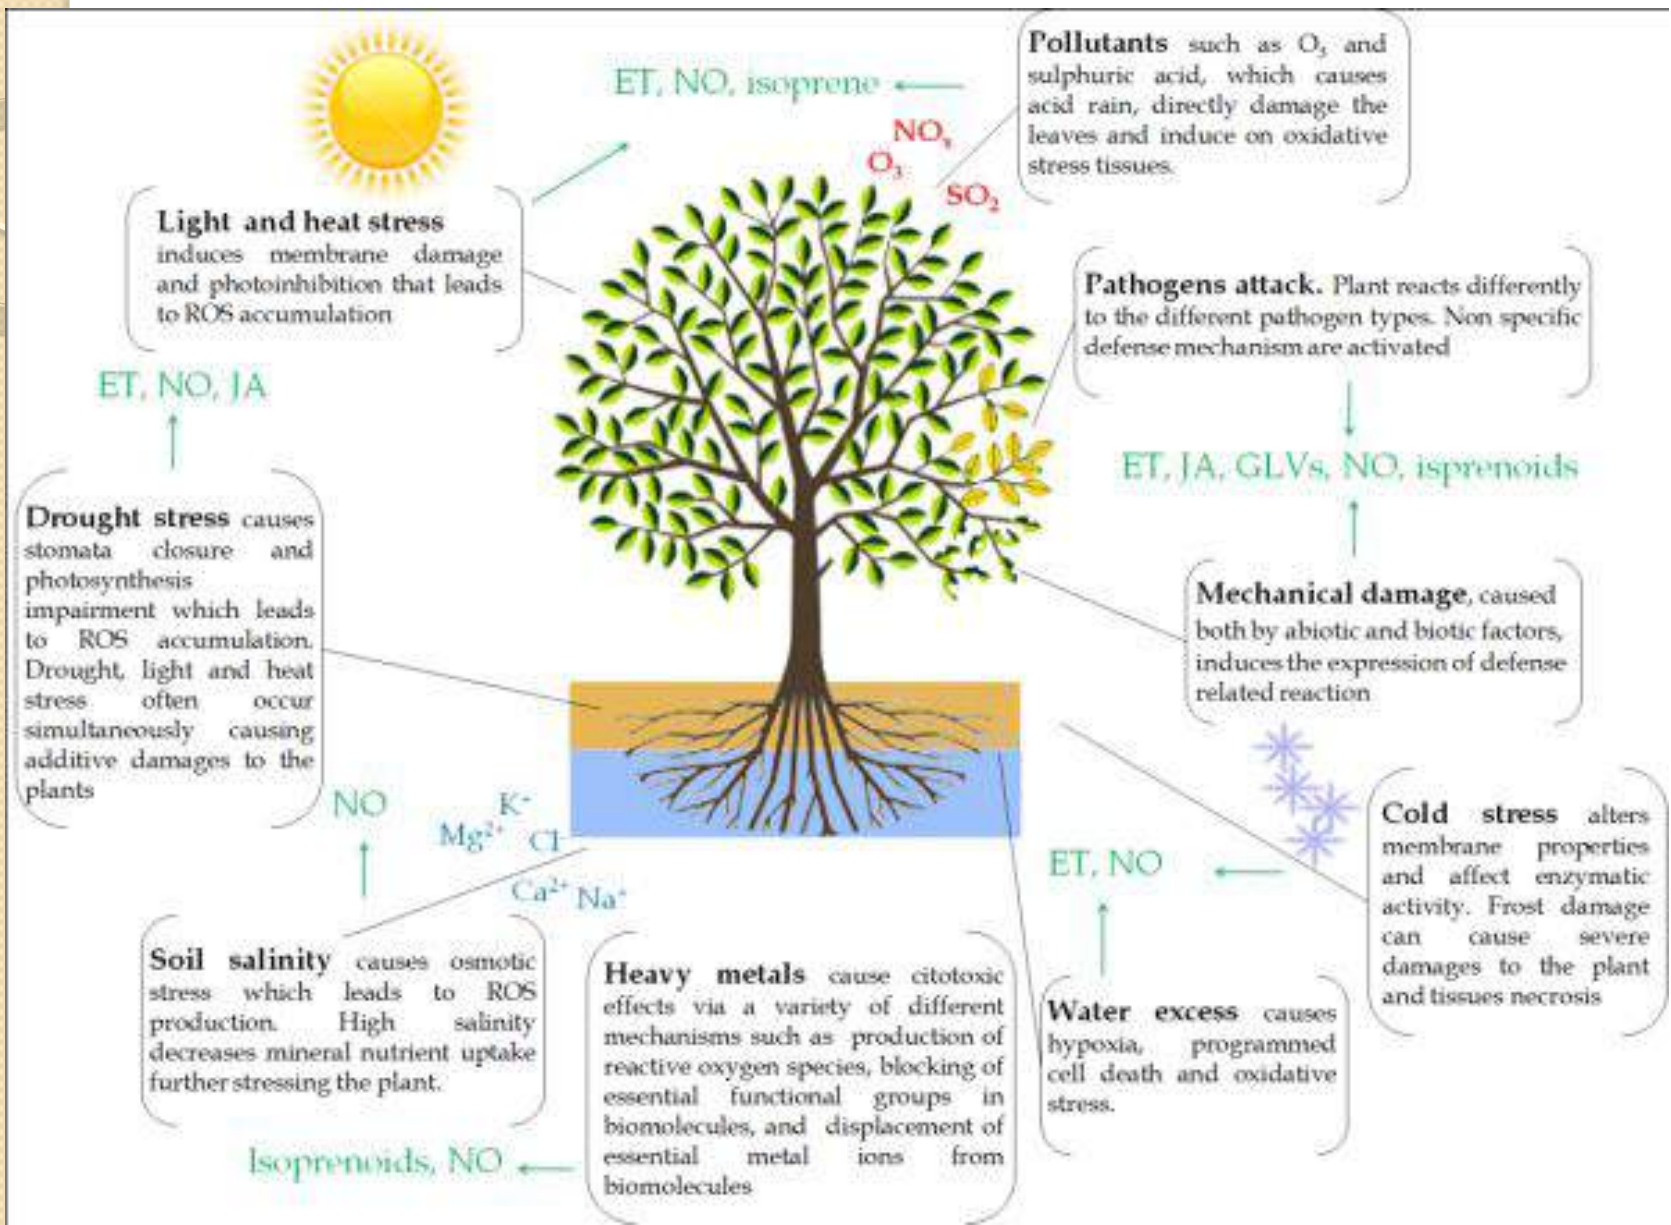 ET, NO, isoprene
Pollutants such as O3 and
sulphuric acid, which causes
acid rain, directly damage the
leaves and induce on oxidative
stress tissues.
NOx
O3
SO2
Light and heat stress
induces membrane damage
and photoinhibition that leads
to ROS accumulation
Pathogens attack. Plant reacts differently
to the different pathogen types. Non specific
defense mechanism are activated
ET, NO, JA
ET, JA, GLVs, NO, isprenoids
Drought stress causes
stomata closure and
photosynthesis
impairment which leads
to ROS accumulation.
Drought, light and heat
stress often occur
simultaneously causing
additive damages to the
plants
Mechanical damage, caused
both by abiotic and biotic factors,
induces the expression of defense
related reaction
NO
K+
Mg2+
Cl-
Ca2+ Na+
ET, NO
Cold stress alters
membrane properties
and affect enzymatic
activity. Frost damage
can cause severe
damages to the plant
and tissues necrosis
Soil salinity causes osmotic
stress which leads to ROS
production. High salinity
decreases mineral nutrient uptake
further stressing the plant.
Heavy metals cause citotoxic
effects via a variety of different
mechanisms such as production of
reactive oxygen species, blocking of
essential functional groups in
biomolecules, and displacement of
essential metal ions from
biomolecules
Water excess causes
hypoxia, programmed
cell death and oxidative
stress.
Isoprenoids, NO